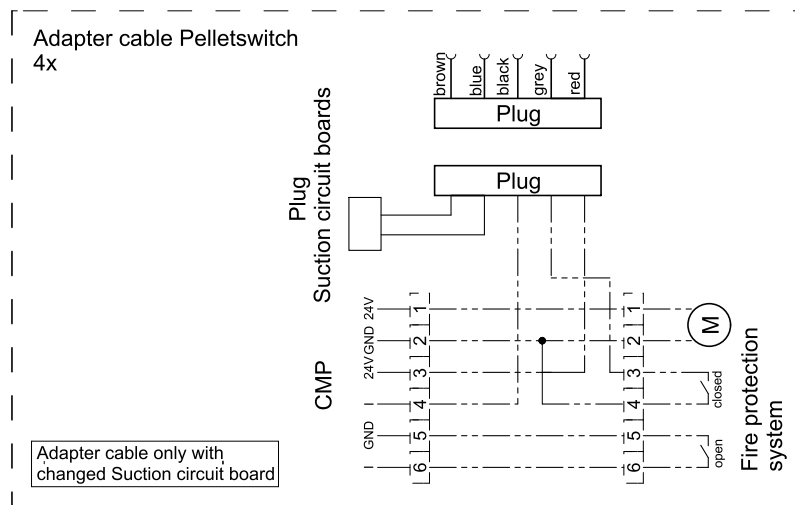 Adapter cable Pelletswitch
4x
brown
blue
black
grey
red
Plug
Plug
Plug
Suction circuit boards
CMP
24V
GND
24V
GND
1
2
3
4
5
6
1
2
3
4
5
6
M
closed
open
Fire protection
system
Adapter cable only with
changed Suction circuit board